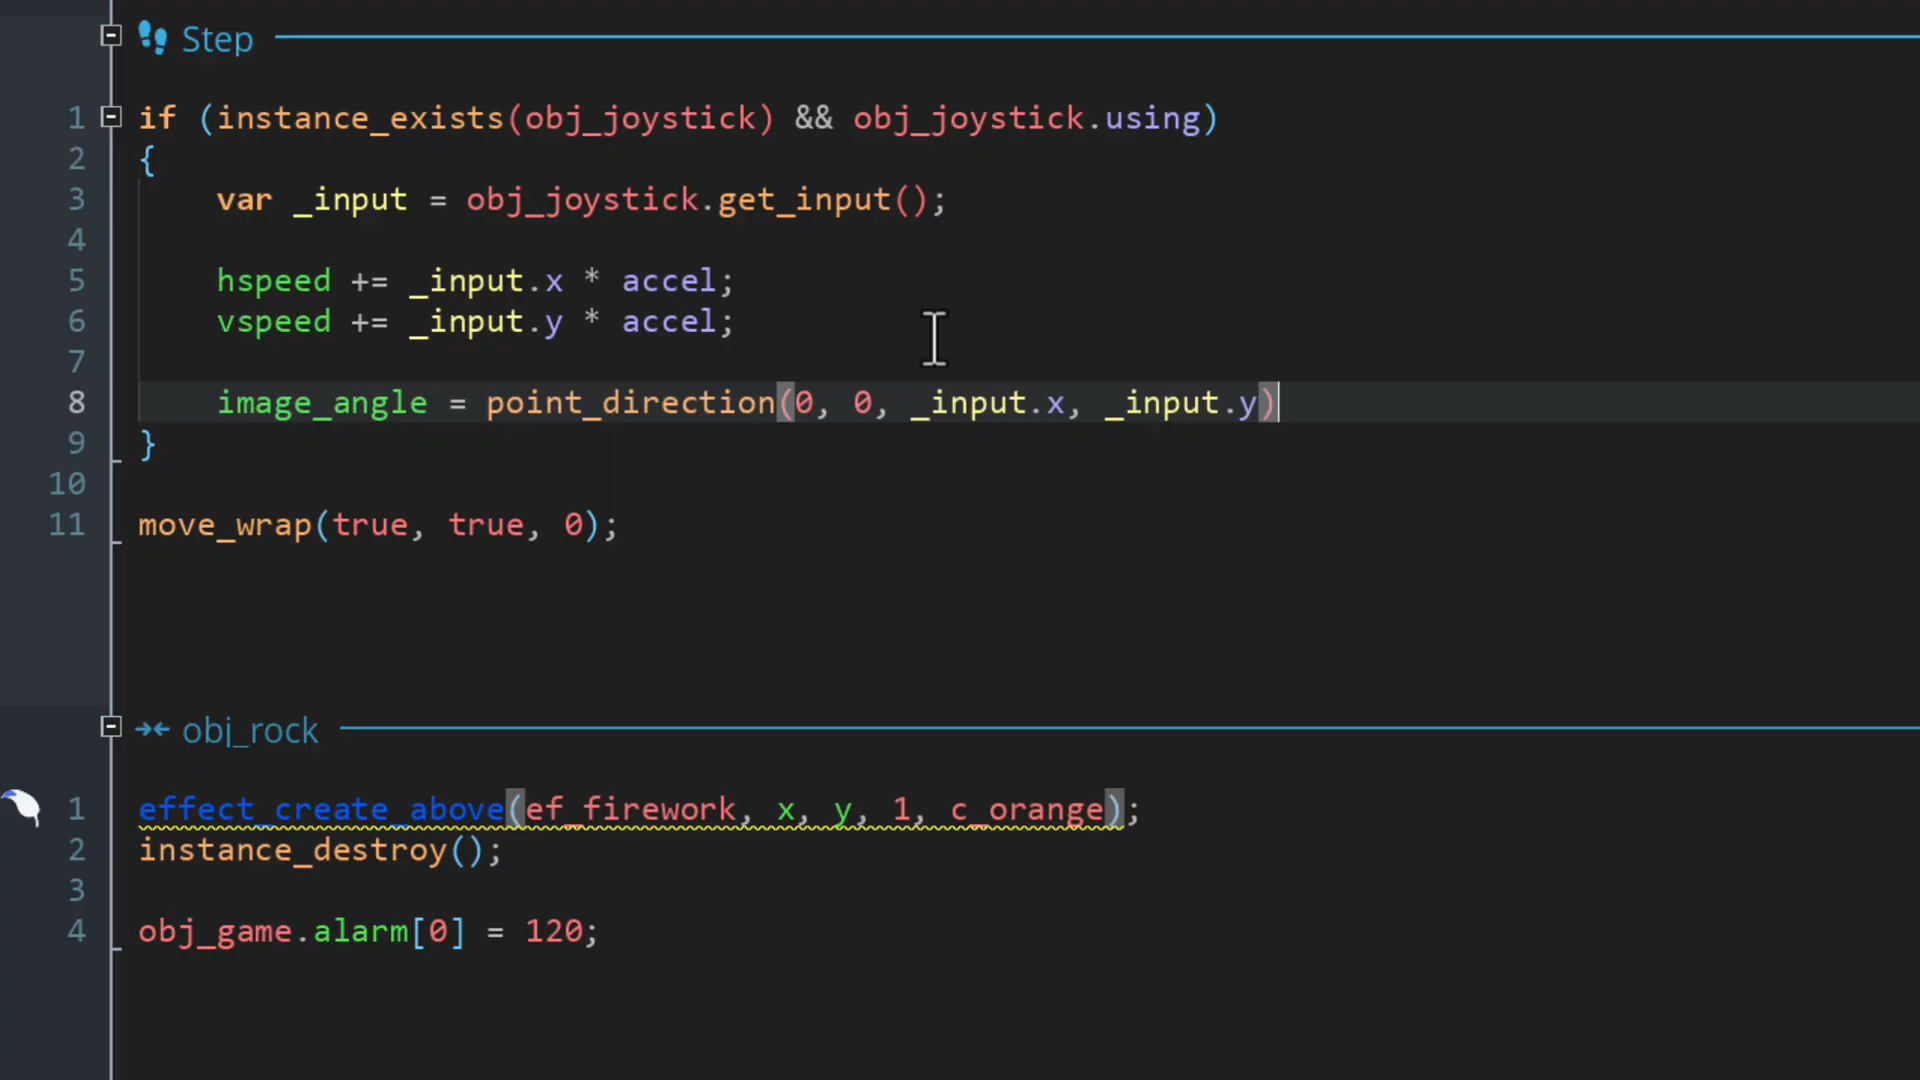 Step
1 if (instance_exists(obj_joystick) && obj_joystick.using)
2 {
3 var _input = obj_joystick.get_input();
4
5 hspeed += _input.x * accel;
6 vspeed += _input.y * accel;
7
8 image_angle = point_direction(0, 0, _input.x, _input.y)
9 }
10
11 move_wrap(true, true, 0);
obj_rock
1 effect_create_above(ef_firework, x, y, 1, c_orange);
2 instance_destroy();
3
4 obj_game.alarm[0] = 120;